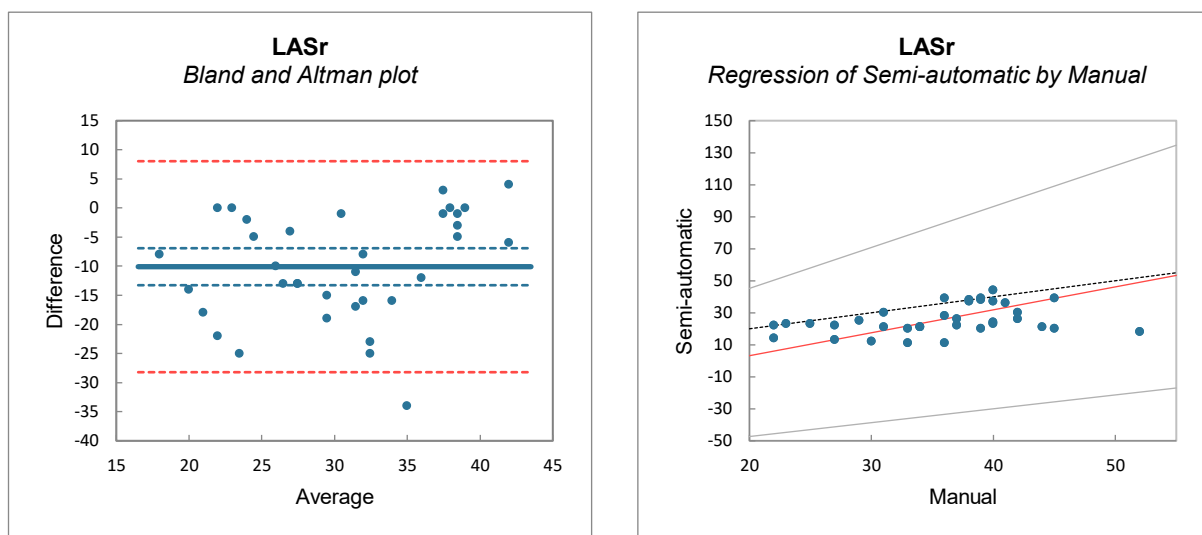 LASr
Bland and Altman plot
15
10
5
0
-5
-10
-15
-20
-25
-30
-35
-40
Difference
15 20 25 30 35 40 45
Average
LASr
Regression of Semi-automatic by Manual
150
130
110
90
70
50
30
10
-10
-30
-50
Semi-automatic
20 30 40 50
Manual